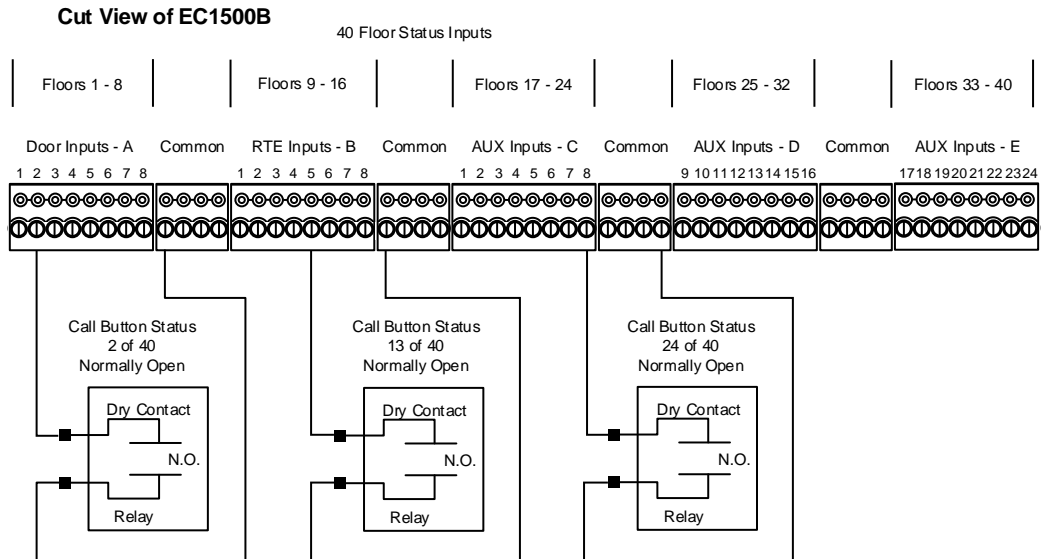 Cut View of EC1500B
40 Floor Status Inputs
Floors 1 - 8
Floors 9 - 16
Floors 17 - 24
Floors 25 - 32
Floors 33 - 40
Door Inputs - A
Common
RTE Inputs - B
Common
AUX Inputs - C
Common
AUX Inputs - D
Common
AUX Inputs - E
1 2 3 4 5 6 7 8
1 2 3 4 5 6 7 8
1 2 3 4 5 6 7 8
9 10 11 12 13 14 15 16
17 18 19 20 21 22 23 24
Call Button Status
2 of 40
Normally Open
Dry Contact
N.O.
Relay
Call Button Status
13 of 40
Normally Open
Dry Contact
N.O.
Relay
Call Button Status
24 of 40
Normally Open
Dry Contact
N.O.
Relay